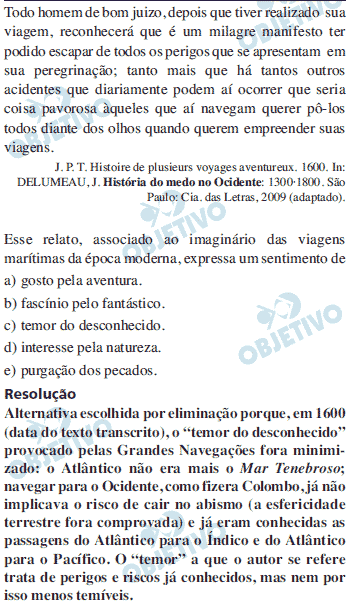 Todo homem de bom juizo, depois que tiver realizado sua
viagem, reconhecerá que é um milagre manifesto ter
podido escapar de todos os perigos que se apresentam em
sua peregrinação; tanto mais que há tantos outros
acidentes que diariamente podem aí ocorrer que seria
coisa pavorosa àqueles que aí navegam querer pô-los
todos diante dos olhos quando querem empreender suas
viagens.
J. P. T. Histoire de plusieurs voyages aventureux. 1600. In:
DELUMEAU, J. História do medo no Ocidente: 1300-1800. São
Paulo: Cia. das Letras, 2009 (adaptado).
Esse relato, associado ao imaginário das viagens
marítimas da época moderna, expressa um sentimento de
a) gosto pela aventura.
b) fascínio pelo fantástico.
c) temor do desconhecido.
d) interesse pela natureza.
e) purgação dos pecados.
Resolução
Alternativa escolhida por eliminação porque, em 1600
(data do texto transcrito), o “temor do desconhecido”
provocado pelas Grandes Navegações fora minimi-
zado: o Atlântico não era mais o Mar Tenebroso;
navegar para o Ocidente, como fizera Colombo, já não
implicava o risco de cair no abismo (a esfericidade
terrestre fora comprovada) e já eram conhecidas as
passagens do Atlântico para o Índico e do Atlântico
para o Pacífico. O “temor” a que o autor se refere
trata de perigos e riscos já conhecidos, mas nem por
isso menos temíveis.
OBJETIVO
OBJETIVO
OBJETIVO
OBJETIVO
OBJETIVO